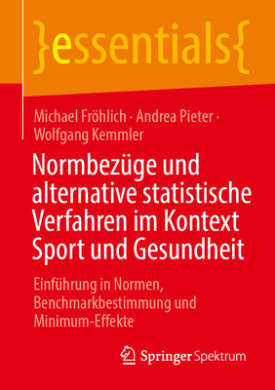 }essentials{
Michael Fröhlich · Andrea Pieter ·
Wolfgang Kemmler
Normbezüge und
alternative statistische
Verfahren im Kontext
Sport und Gesundheit
Einführung in Normen,
Benchmarkbestimmung und
Minimum-Effekte
Springer Spektrum